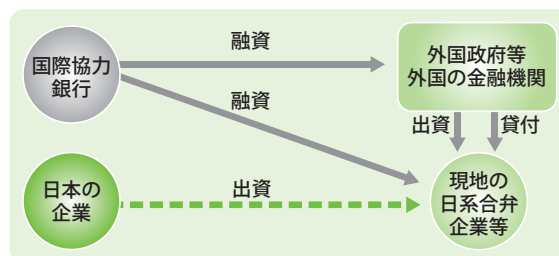 国際協力
銀行
融資
融資
外国政府等
外国の金融機関
出資
貸付
日本の
企業
出資
現地の
日系合弁
企業等